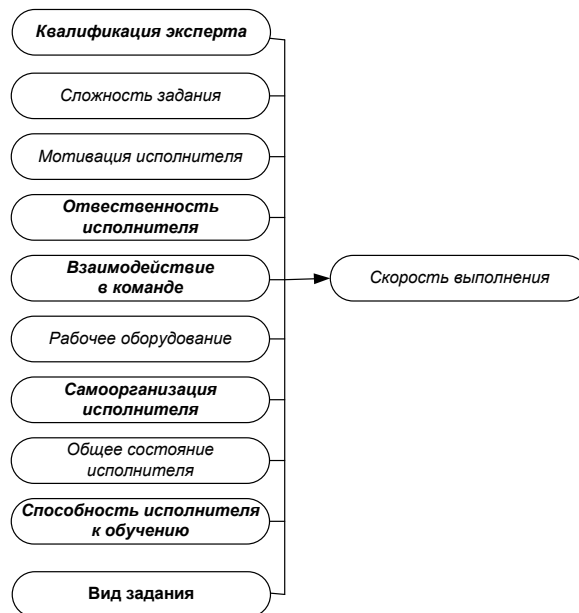 Квалификация эксперта
Сложность задания
Мотивация исполнителя
Отвественность
исполнителя
Взаимодействие
в команде
Скорость выполнения
Рабочее оборудование
Самоорганизация
исполнителя
Общее состояние
исполнителя
Способность исполнителя
к обучению
Вид задания